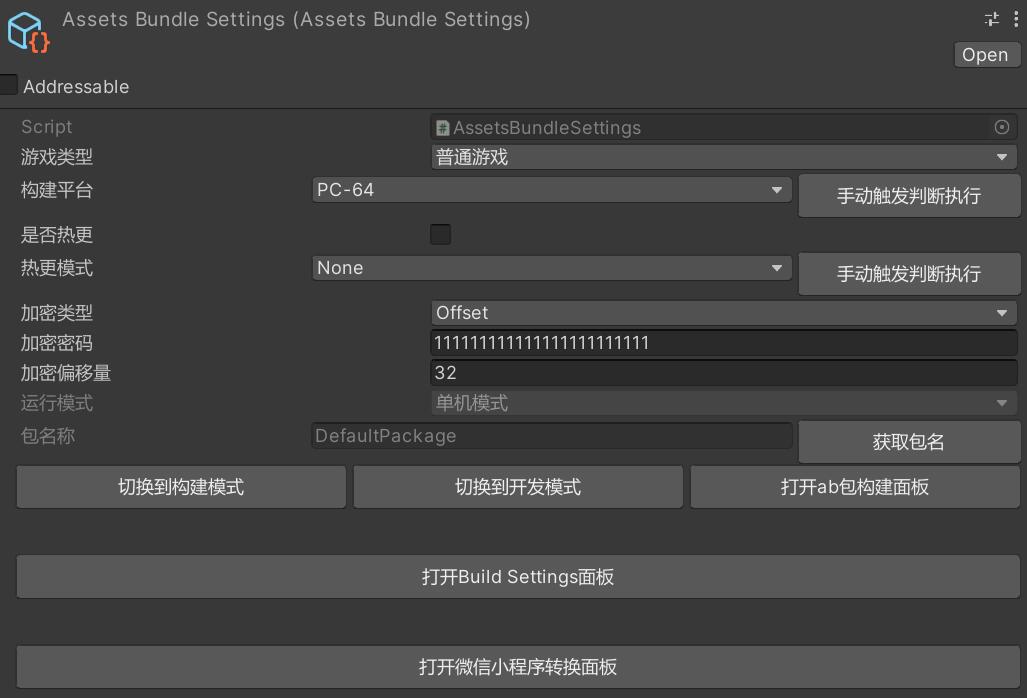 Assets Bundle Settings (Assets Bundle Settings)
Open
Addressable
Script AssetsBundleSettings
游戏类型 普通游戏
构建平台 PC-64 手动触发判断执行
是否热更
热更模式 None 手动触发判断执行
加密类型 Offset
加密密码 111111111111111111111111
加密偏移量 32
运行模式 单机模式
包名称 DefaultPackage 获取包名
切换到构建模式 切换到开发模式 打开ab包构建面板
打开Build Settings面板
打开微信小程序转换面板